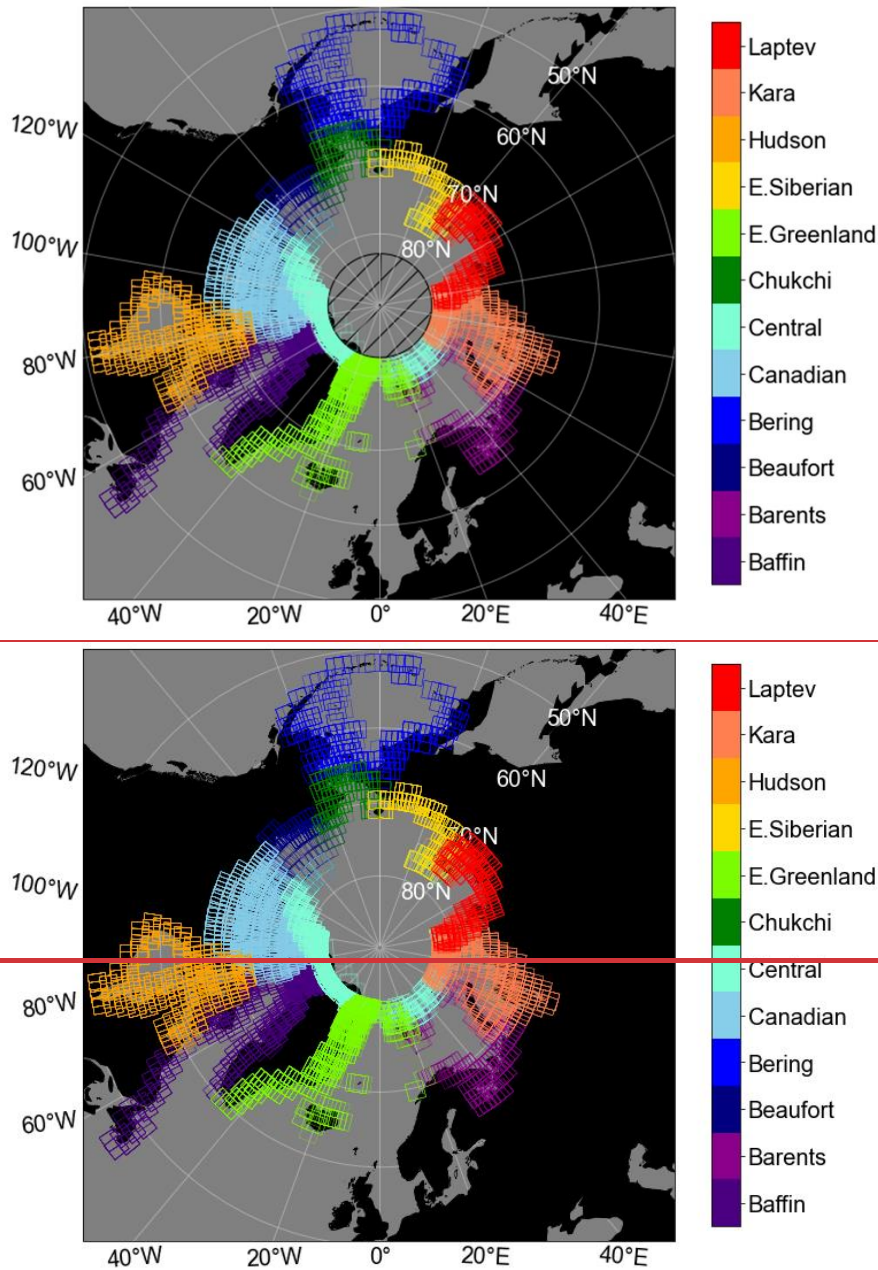 50°N
Laptev
Kara
120°W
60°N
Hudson
E.Siberian
70°N
E.Greenland
100°W
80°N
Chukchi
Central
80°W
Canadian
Bering
Beaufort
60°W
Barents
Baffin
40°W 20°W 0° 20°E 40°E
50°N
Laptev
Kara
120°W
60°N
Hudson
E.Siberian
70°N
E.Greenland
100°W
80°N
Chukchi
Central
80°W
Canadian
Bering
Beaufort
60°W
Barents
Baffin
40°W 20°W 0° 20°E 40°E